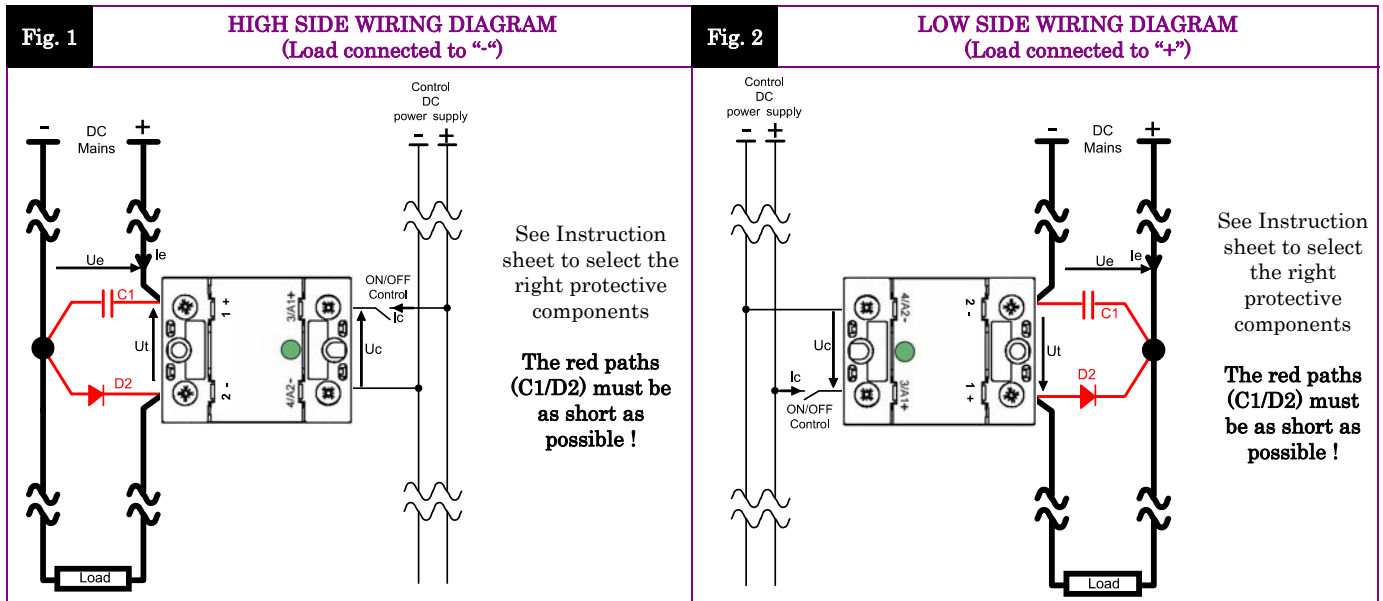 Fig. 1
HIGH SIDE WIRING DIAGRAM
(Load connected to “-“)
Control
DC
power supply
- +
- DC +
Mains
Ue
Ie
C1
1 +
3/A1+
ON/OFF
Control
Ic
Ut
Uc
D2
2 -
4/A2-
Load
See Instruction
sheet to select the
right protective
components
The red paths
(C1/D2) must be
as short as
possible !
Fig. 2
LOW SIDE WIRING DIAGRAM
(Load connected to “+”)
Control
DC
power supply
- +
- DC +
Mains
Ue
Ie
4/A2-
2 -
C1
Uc
Ut
Ic
ON/OFF
Control
3/A1+
1 +
D2
Load
See Instruction
sheet to select
the right
protective
components
The red paths
(C1/D2) must
be as short as
possible !